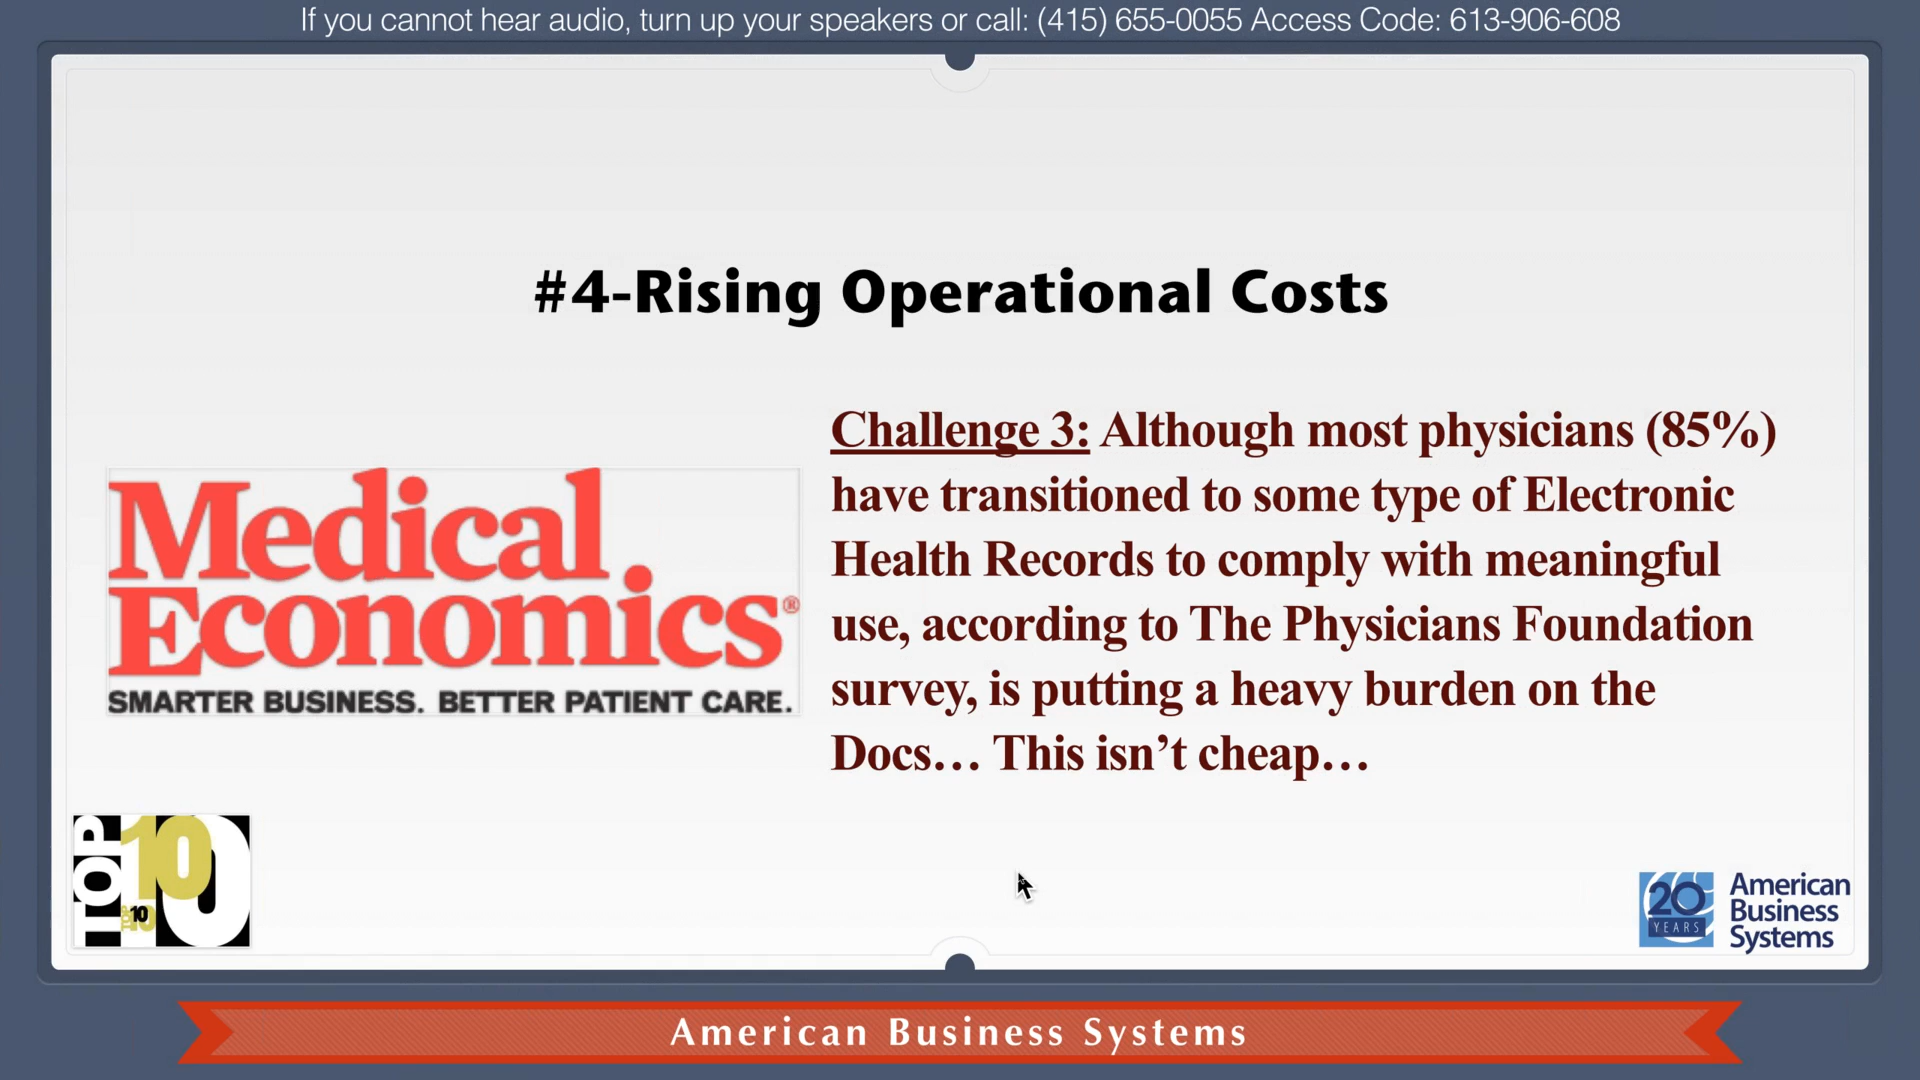 If you cannot hear audio, turn up your speakers or call: (415) 655-0055 Access Code: 613-906-608
#4-Rising Operational Costs
Challenge 3: Although most physicians (85%)
have transitioned to some type of Electronic
Health Records to comply with meaningful
use, according to The Physicians Foundation
survey, is putting a heavy burden on the
Docs… This isn’t cheap…
Medical
Economics®
SMARTER BUSINESS. BETTER PATIENT CARE.
TOP 10
10
20
YEARS
American
Business
Systems
American Business Systems